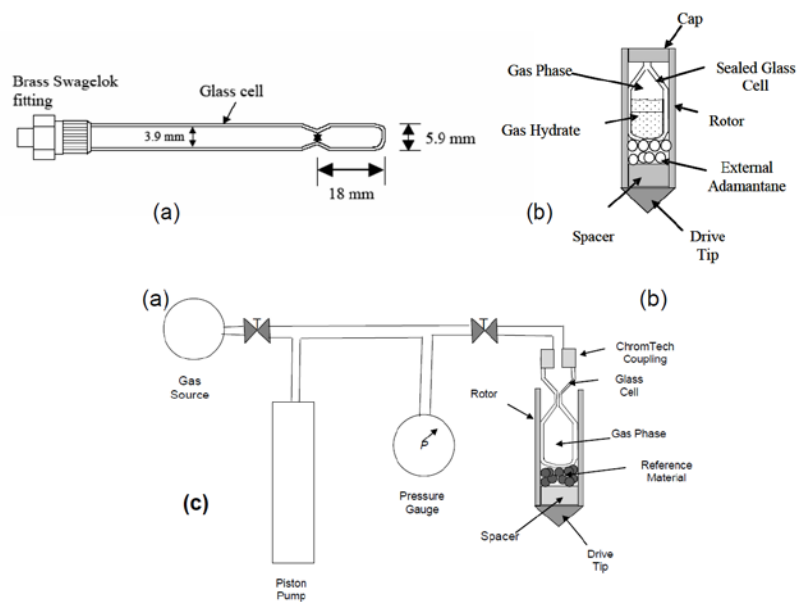 Brass Swagelok
fitting
Glass cell
3.9 mm
5.9 mm
18 mm
(a)
(b)
Cap
Gas Phase
Sealed Glass
Cell
Gas Hydrate
Rotor
External
Adamantane
Spacer
Drive
Tip
(b)
(a)
(b)
Gas
Source
ChromTech
Coupling
Glass
Cell
Rotor
Gas Phase
P
Reference
Material
(c)
Pressure
Gauge
Spacer
Drive
Tip
Piston
Pump